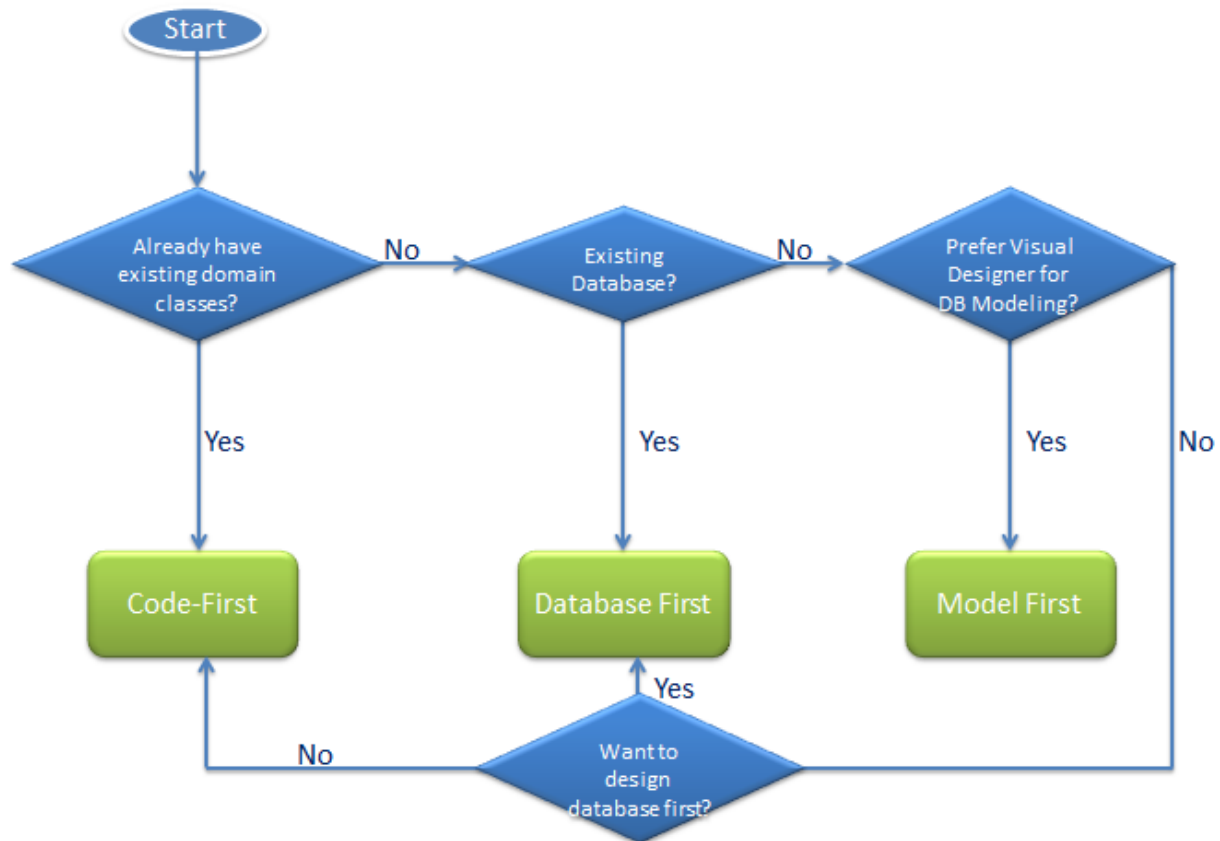 Start
Already have
existing domain
classes?
No
Existing
Database?
No
Prefer Visual
Designer for
DB Modeling?
Yes
Yes
Yes
No
Code-First
Database First
Model First
Yes
No
Want to
design
database first?